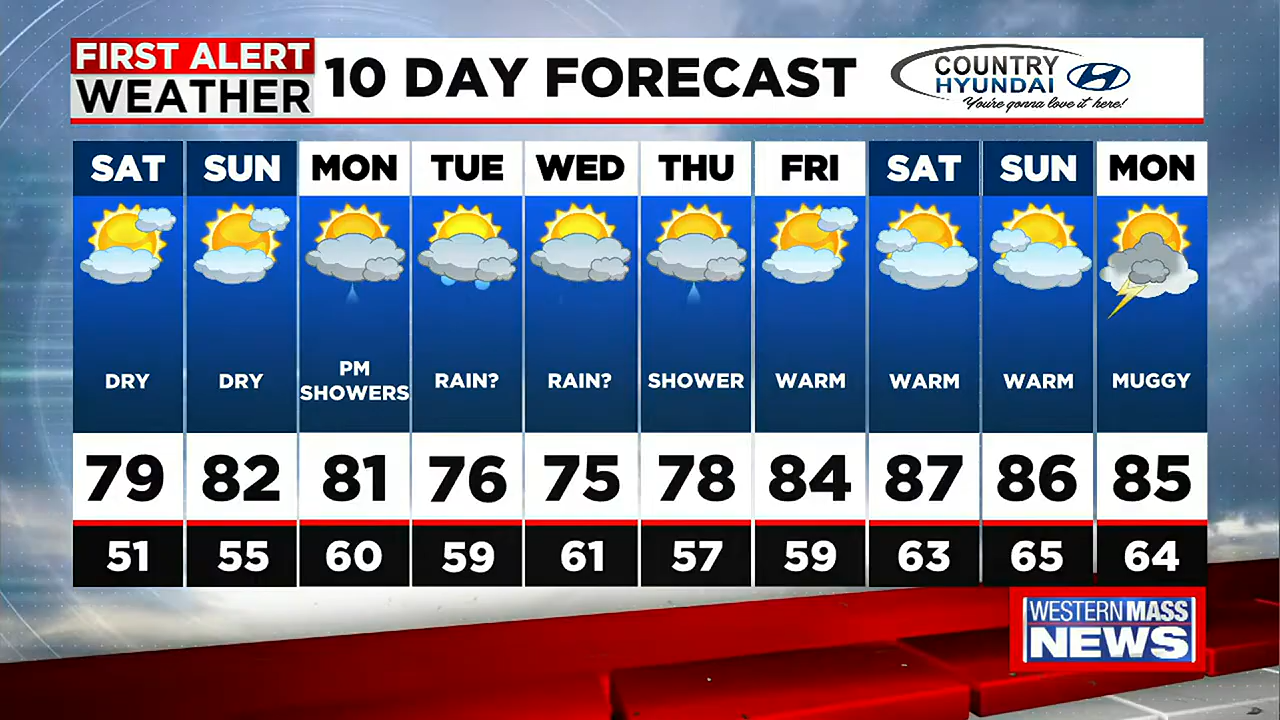 FIRST ALERT
WEATHER
10 DAY FORECAST
COUNTRY
HYUNDAI
You're gonna love it here!
SAT SUN MON TUE WED THU FRI SAT SUN MON
DRY DRY PM SHOWERS RAIN? RAIN? SHOWER WARM WARM WARM MUGGY
79 82 81 76 75 78 84 87 86 85
51 55 60 59 61 57 59 63 65 64
WESTERN MASS
NEWS